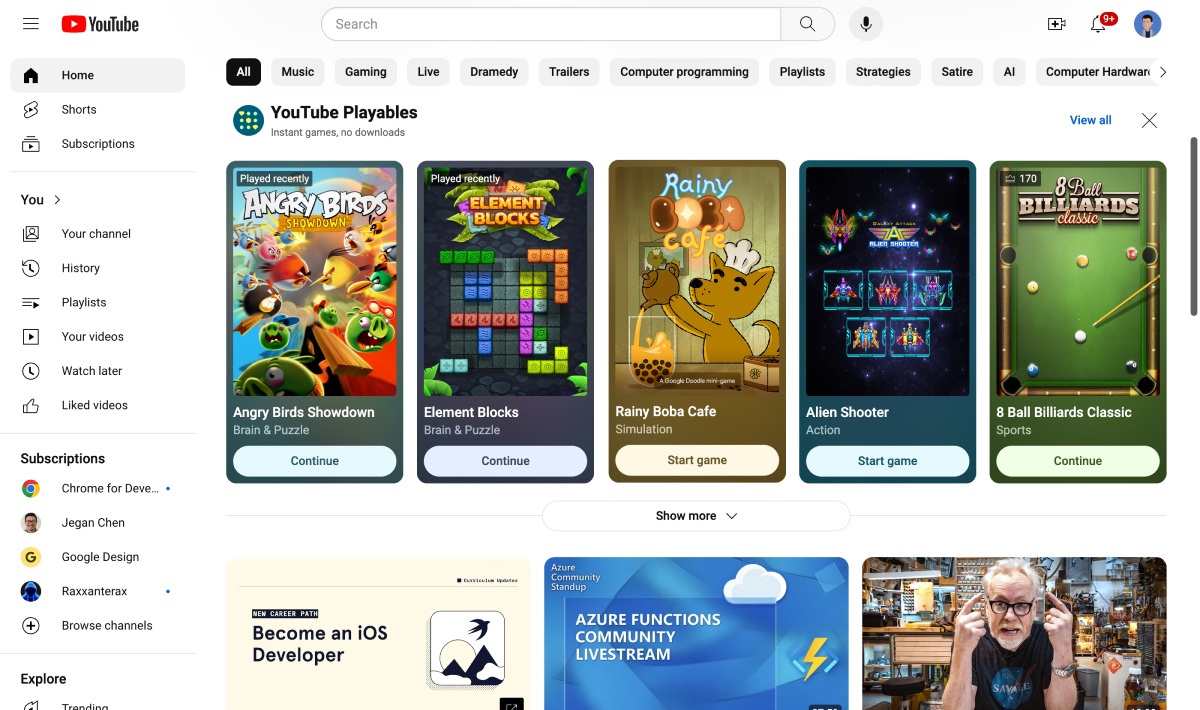 YouTube
Search
9+
Home
Shorts
Subscriptions
You
Your channel
History
Playlists
Your videos
Watch later
Liked videos
Subscriptions
Chrome for Deve...
Jegan Chen
G
Google Design
Raxxanterax
Browse channels
Explore
Trending
All
Music
Gaming
Live
Dramedy
Trailers
Computer programming
Playlists
Strategies
Satire
AI
Computer Hardwar
YouTube Playables
Instant games, no downloads
View all
Played recently
ANGRY BIRDS
SHOWDOWN
Angry Birds Showdown
Brain & Puzzle
Continue
Played recently
ELEMENT
BLOCKS
Element Blocks
Brain & Puzzle
Continue
Rainy
BOBA
café
A Google Doodle mini-game
Rainy Boba Cafe
Simulation
Start game
GALAXY ATTACK
ALIEN SHOOTER
Alien Shooter
Action
Start game
170
8 Ball
BILLIARDS
classic
8 Ball Billiards Classic
Sports
Continue
Show more
Curriculum Updates
NEW CAREER PATH
Become an iOS
Developer
Azure
Community
Standup
AZURE FUNCTIONS
COMMUNITY
LIVESTREAM
SAVAGE